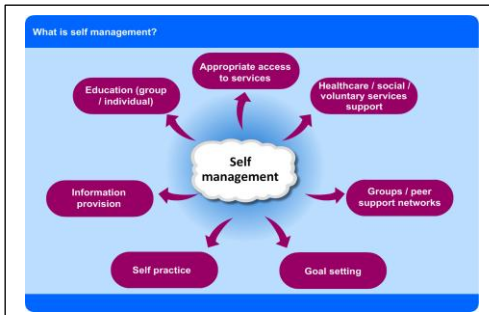 What is self management?
Appropriate access
to services
Education (group
/ individual)
Healthcare / social /
voluntary services
support
Self
management
Information
provision
Groups / peer
support networks
Self practice
Goal setting